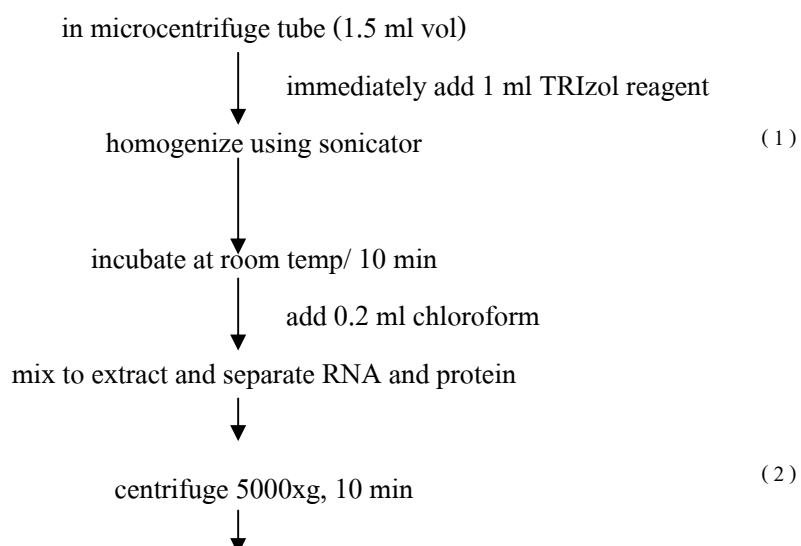 in microcentrifuge tube (1.5 ml vol)
immediately add 1 ml TRIzol reagent
homogenize using sonicator (1)
incubate at room temp/ 10 min
add 0.2 ml chloroform
mix to extract and separate RNA and protein
centrifuge 5000xg, 10 min (2)